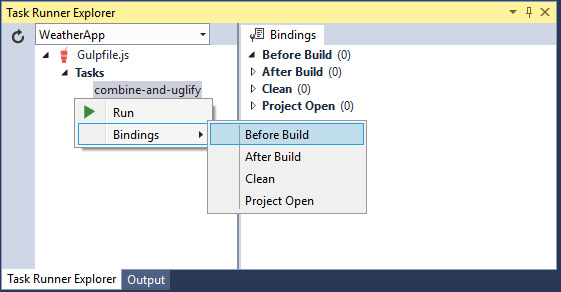 Task Runner Explorer
WeatherApp
Gulpfile.js
Tasks
combine-and-uglify
Run
Bindings
Before Build
After Build
Clean
Project Open
Bindings
Before Build (0)
After Build (0)
Clean (0)
Project Open (0)
Task Runner Explorer
Output